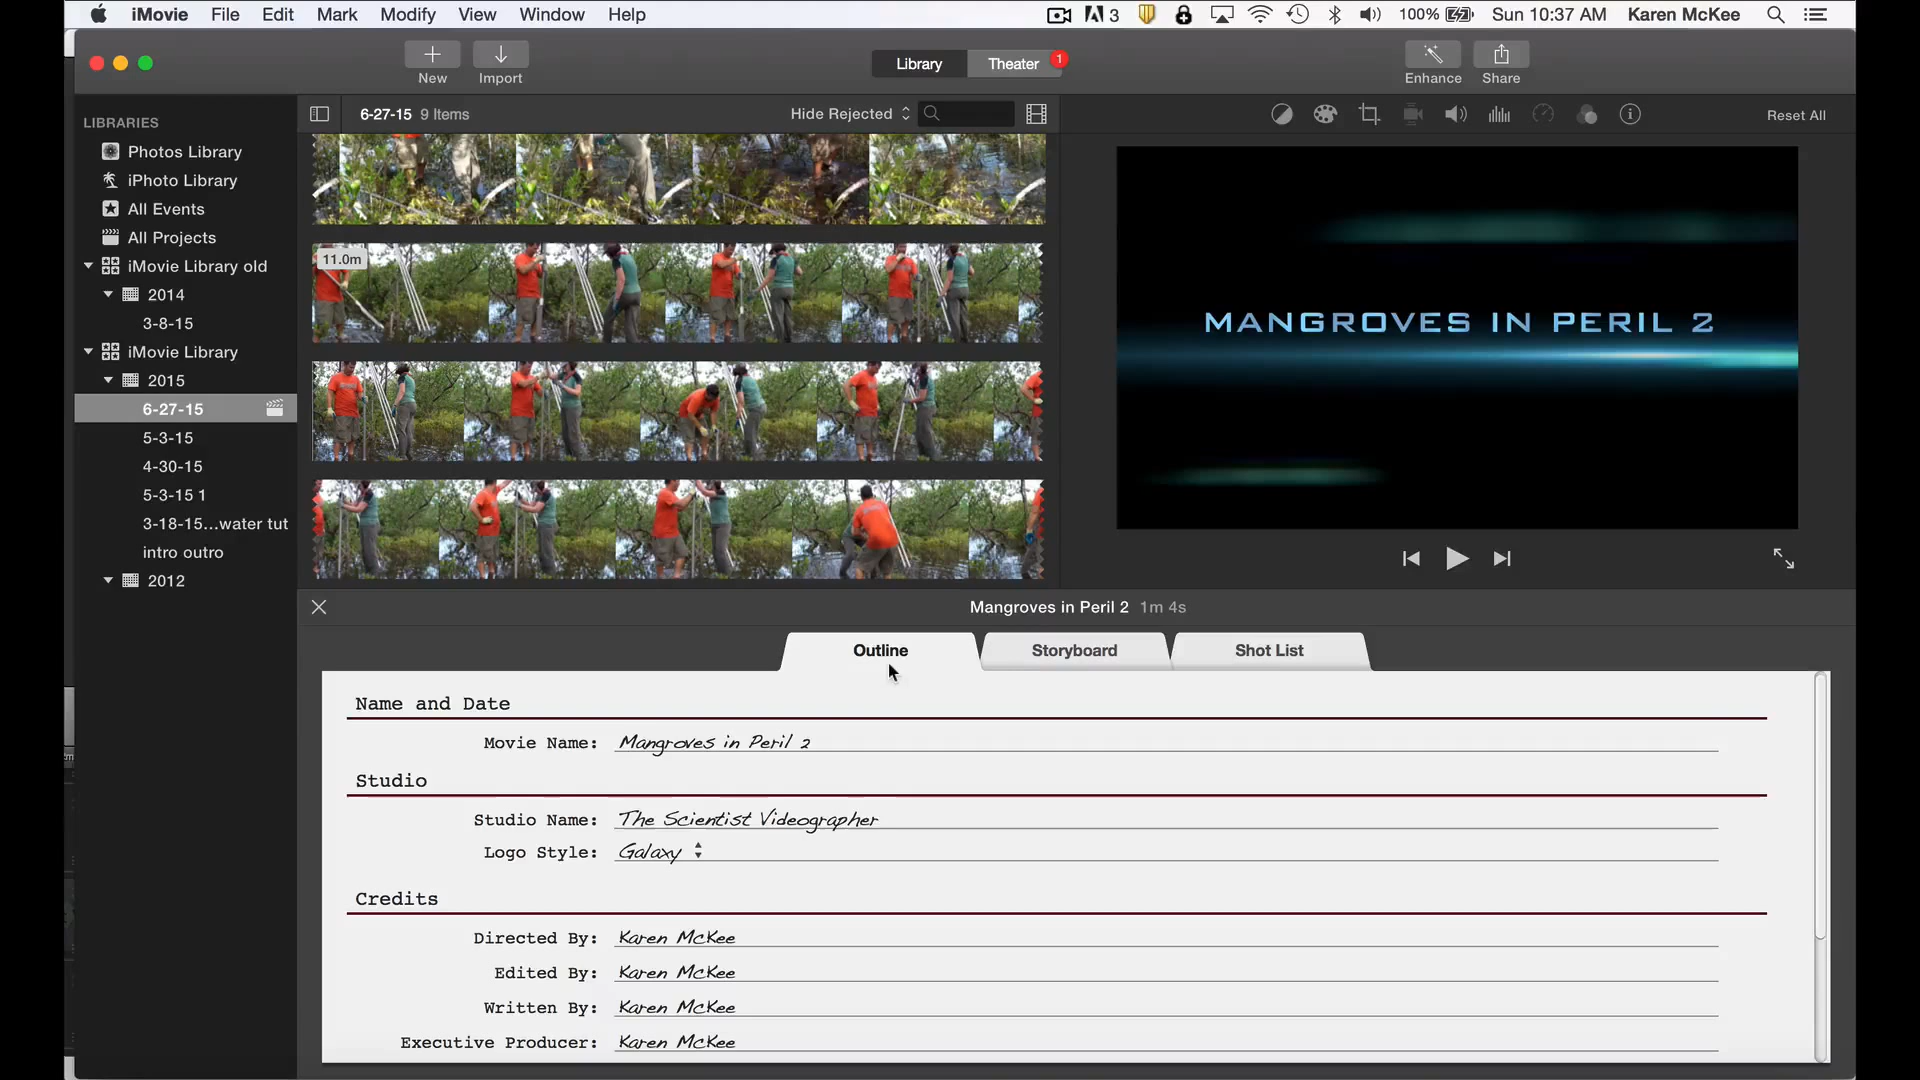 iMovie File Edit Mark Modify View Window Help 3 100% Sun 10:37 AM Karen McKee
New Import Library Theater 1 Enhance Share
LIBRARIES
Photos Library
iPhoto Library
All Events
All Projects
iMovie Library old
2014
3-8-15
iMovie Library
2015
6-27-15
5-3-15
4-30-15
5-3-15 1
3-18-15...water tut
intro outro
2012
6-27-15 9 Items Hide Rejected
11.0m
Reset All
MANGROVES IN PERIL 2
Mangroves in Peril 2 1m 4s
Outline Storyboard Shot List
Name and Date
Movie Name: Mangroves in Peril 2
Studio
Studio Name: The Scientist Videographer
Logo Style: Galaxy
Credits
Directed By: Karen McKee
Edited By: Karen McKee
Written By: Karen McKee
Executive Producer: Karen McKee